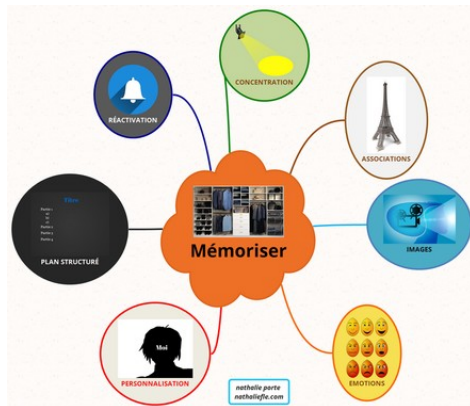 CONCENTRATION
RÉACTIVATION
ASSOCIATIONS
Mémoriser
PLAN STRUCTURÉ
IMAGES
Moi
PERSONNALISATION
EMOTIONS
nathalie porte
nathaliefle.com